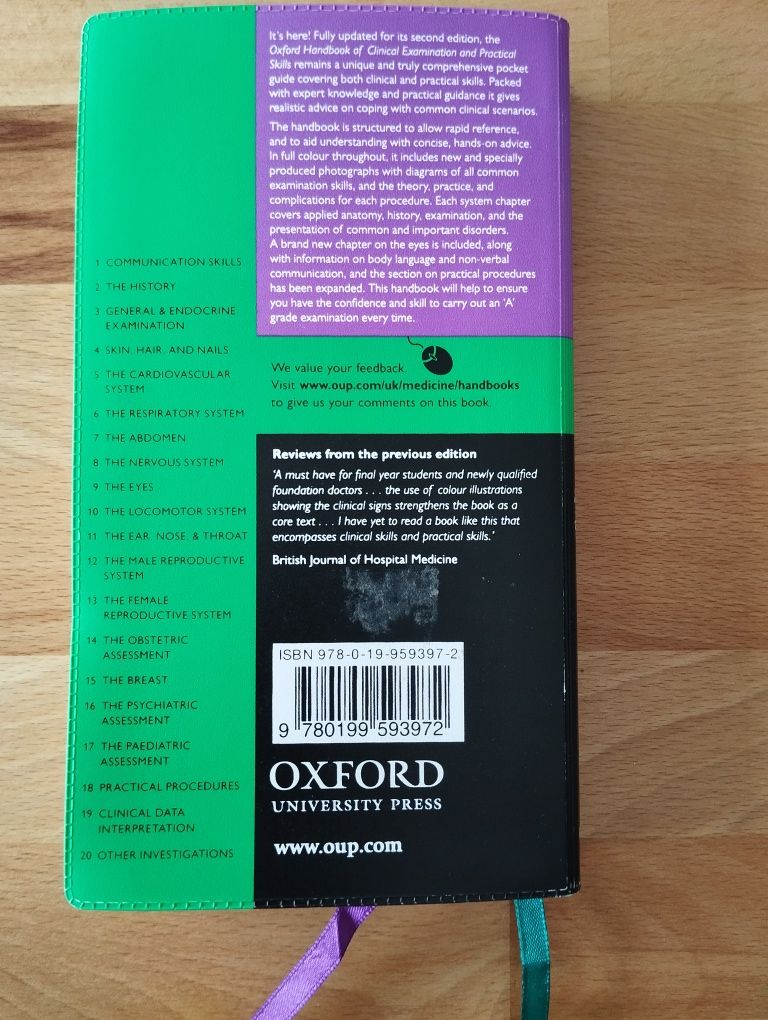 It's here! Fully updated for its second edition, the
Oxford Handbook of Clinical Examination and Practical
Skills remains a unique and truly comprehensive pocket
guide covering both clinical and practical skills. Packed
with expert knowledge and practical guidance it gives
realistic advice on coping with common clinical scenarios.
The handbook is structured to allow rapid reference,
and to aid understanding with concise, hands-on advice.
In full colour throughout, it includes new and specially
produced photographs with diagrams of all common
examination skills, and the theory, practice, and
complications for each procedure. Each system chapter
covers applied anatomy, history, examination, and the
presentation of common and important disorders.
A brand new chapter on the eyes is included, along
with information on body language and non-verbal
communication, and the section on practical procedures
has been expanded. This handbook will help to ensure
you have the confidence and skill to carry out an 'A'
grade examination every time.
1 COMMUNICATION SKILLS
2 THE HISTORY
3 GENERAL & ENDOCRINE
EXAMINATION
4 SKIN, HAIR, AND NAILS
5 THE CARDIOVASCULAR
SYSTEM
6 THE RESPIRATORY SYSTEM
7 THE ABDOMEN
8 THE NERVOUS SYSTEM
9 THE EYES
10 THE LOCOMOTOR SYSTEM
11 THE EAR, NOSE, & THROAT
12 THE MALE REPRODUCTIVE
SYSTEM
13 THE FEMALE
REPRODUCTIVE SYSTEM
14 THE OBSTETRIC
ASSESSMENT
15 THE BREAST
16 THE PSYCHIATRIC
ASSESSMENT
17 THE PAEDIATRIC
ASSESSMENT
18 PRACTICAL PROCEDURES
19 CLINICAL DATA
INTERPRETATION
20 OTHER INVESTIGATIONS
We value your feedback.
Visit www.oup.com/uk/medicine/handbooks
to give us your comments on this book.
Reviews from the previous edition
'A must have for final year students and newly qualified
foundation doctors . . . the use of colour illustrations
showing the clinical signs strengthens the book as a
core text . . . I have yet to read a book like this that
encompasses clinical skills and practical skills.'
British Journal of Hospital Medicine
ISBN 978-0-19-959397-2
9 780199 593972
OXFORD
UNIVERSITY PRESS
www.oup.com